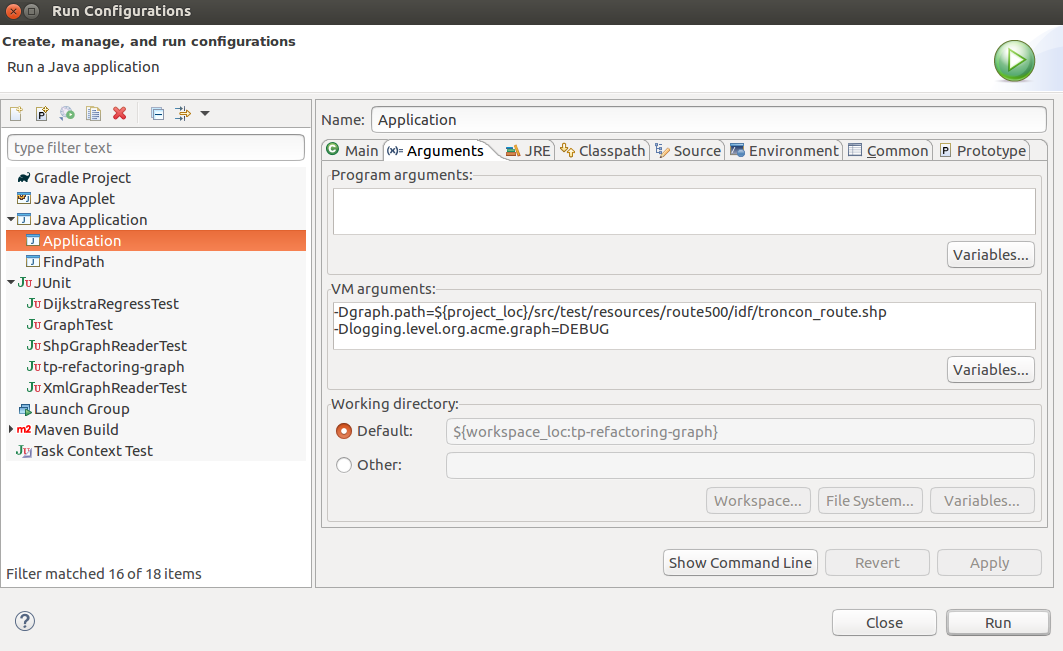 Run Configurations
Create, manage, and run configurations
Run a Java application
type filter text
Gradle Project
Java Applet
Java Application
Application
FindPath
JUnit
DijkstraRegressTest
GraphTest
ShpGraphReaderTest
tp-refactoring-graph
XmlGraphReaderTest
Launch Group
m2 Maven Build
Task Context Test
Filter matched 16 of 18 items
Name: Application
Main (x)= Arguments JRE Classpath Source Environment Common Prototype
Program arguments:
Variables...
VM arguments:
-Dgraph.path=${project_loc}/src/test/resources/route500/idf/troncon_route.shp
-Dlogging.level.org.acme.graph=DEBUG
Variables...
Working directory:
Default: ${workspace_loc:tp-refactoring-graph}
Other:
Workspace... File System... Variables...
Show Command Line Revert Apply
Close Run